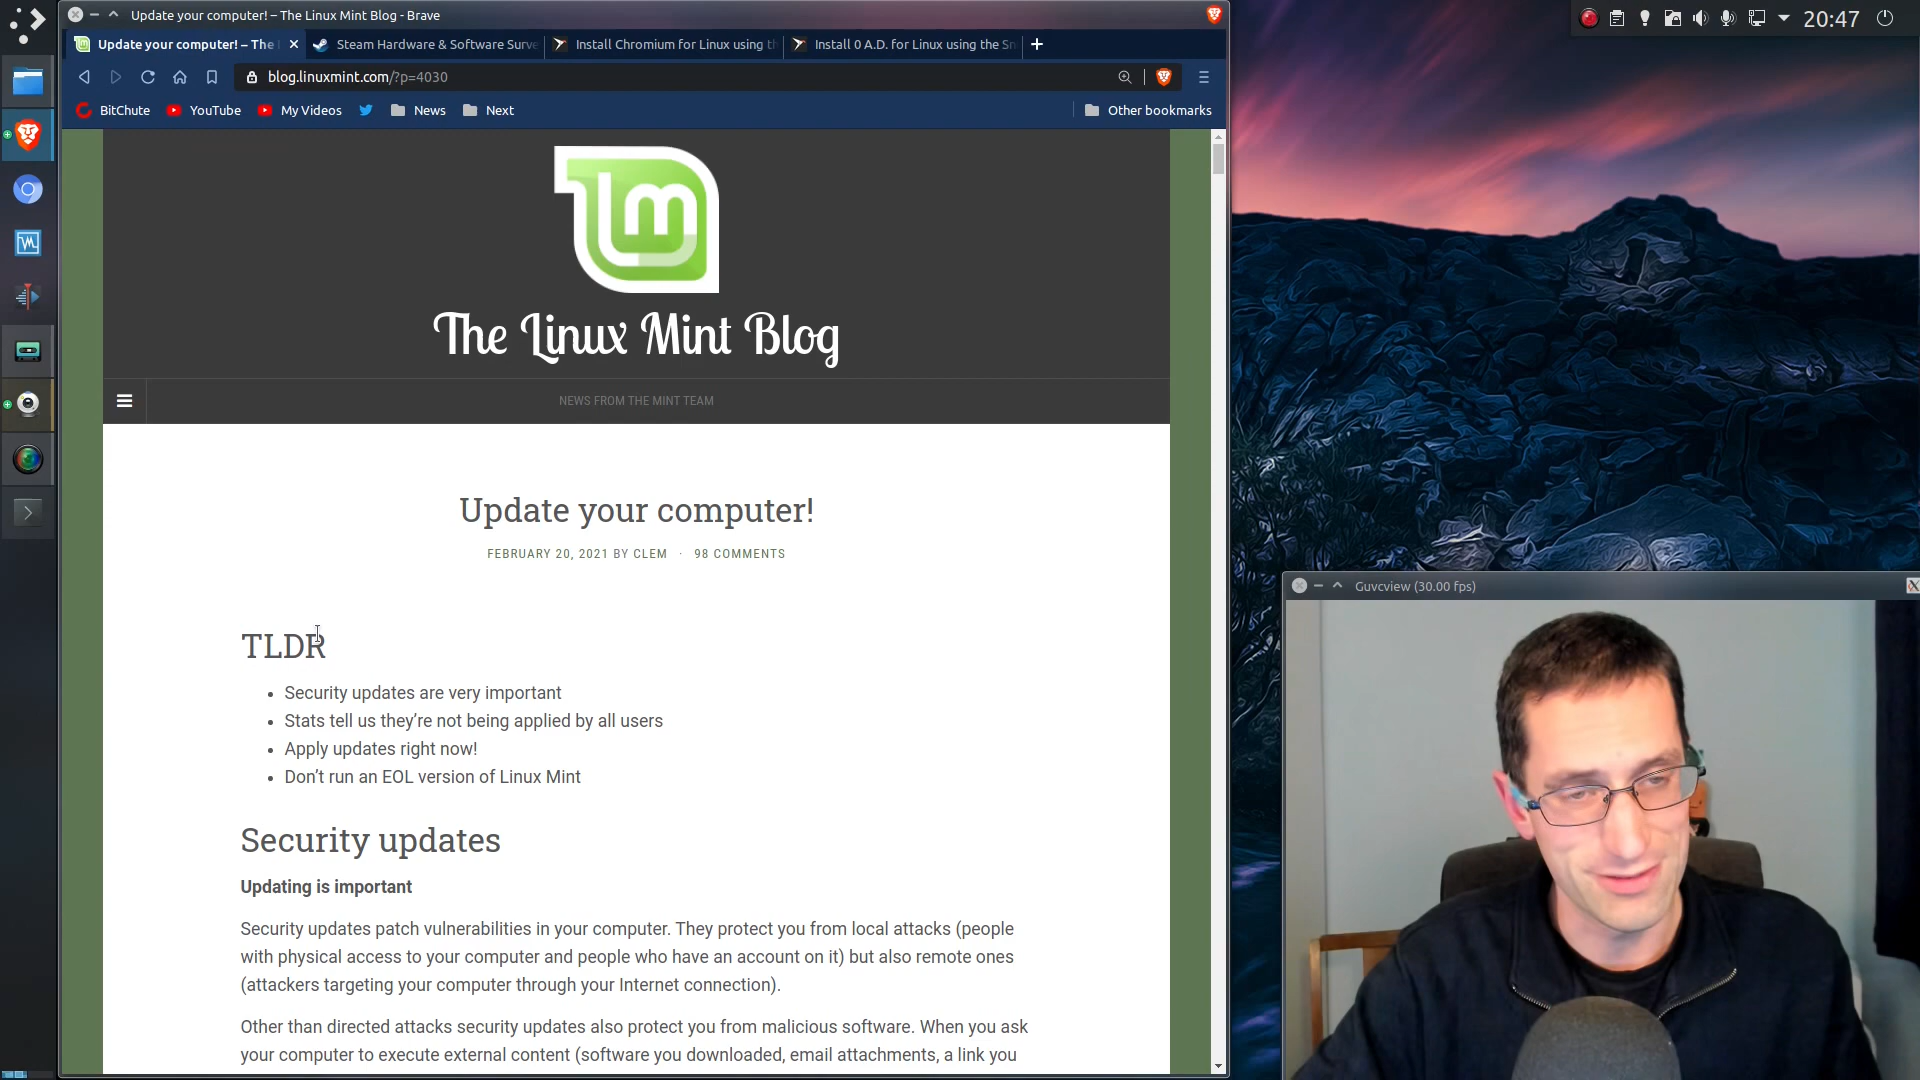 Update your computer! – The Linux Mint Blog - Brave
20:47
Update your computer! – The
Steam Hardware & Software Surve
Install Chromium for Linux using th
Install 0 A.D. for Linux using the Sn
blog.linuxmint.com/?p=4030
BitChute
YouTube
My Videos
News
Next
Other bookmarks
lm
The Linux Mint Blog
NEWS FROM THE MINT TEAM
Update your computer!
FEBRUARY 20, 2021 BY CLEM · 98 COMMENTS
Guvcview (30.00 fps)
TLDR
• Security updates are very important
• Stats tell us they’re not being applied by all users
• Apply updates right now!
• Don’t run an EOL version of Linux Mint
Security updates
Updating is important
Security updates patch vulnerabilities in your computer. They protect you from local attacks (people
with physical access to your computer and people who have an account on it) but also remote ones
(attackers targeting your computer through your Internet connection).
Other than directed attacks security updates also protect you from malicious software. When you ask
your computer to execute external content (software you downloaded, email attachments, a link you